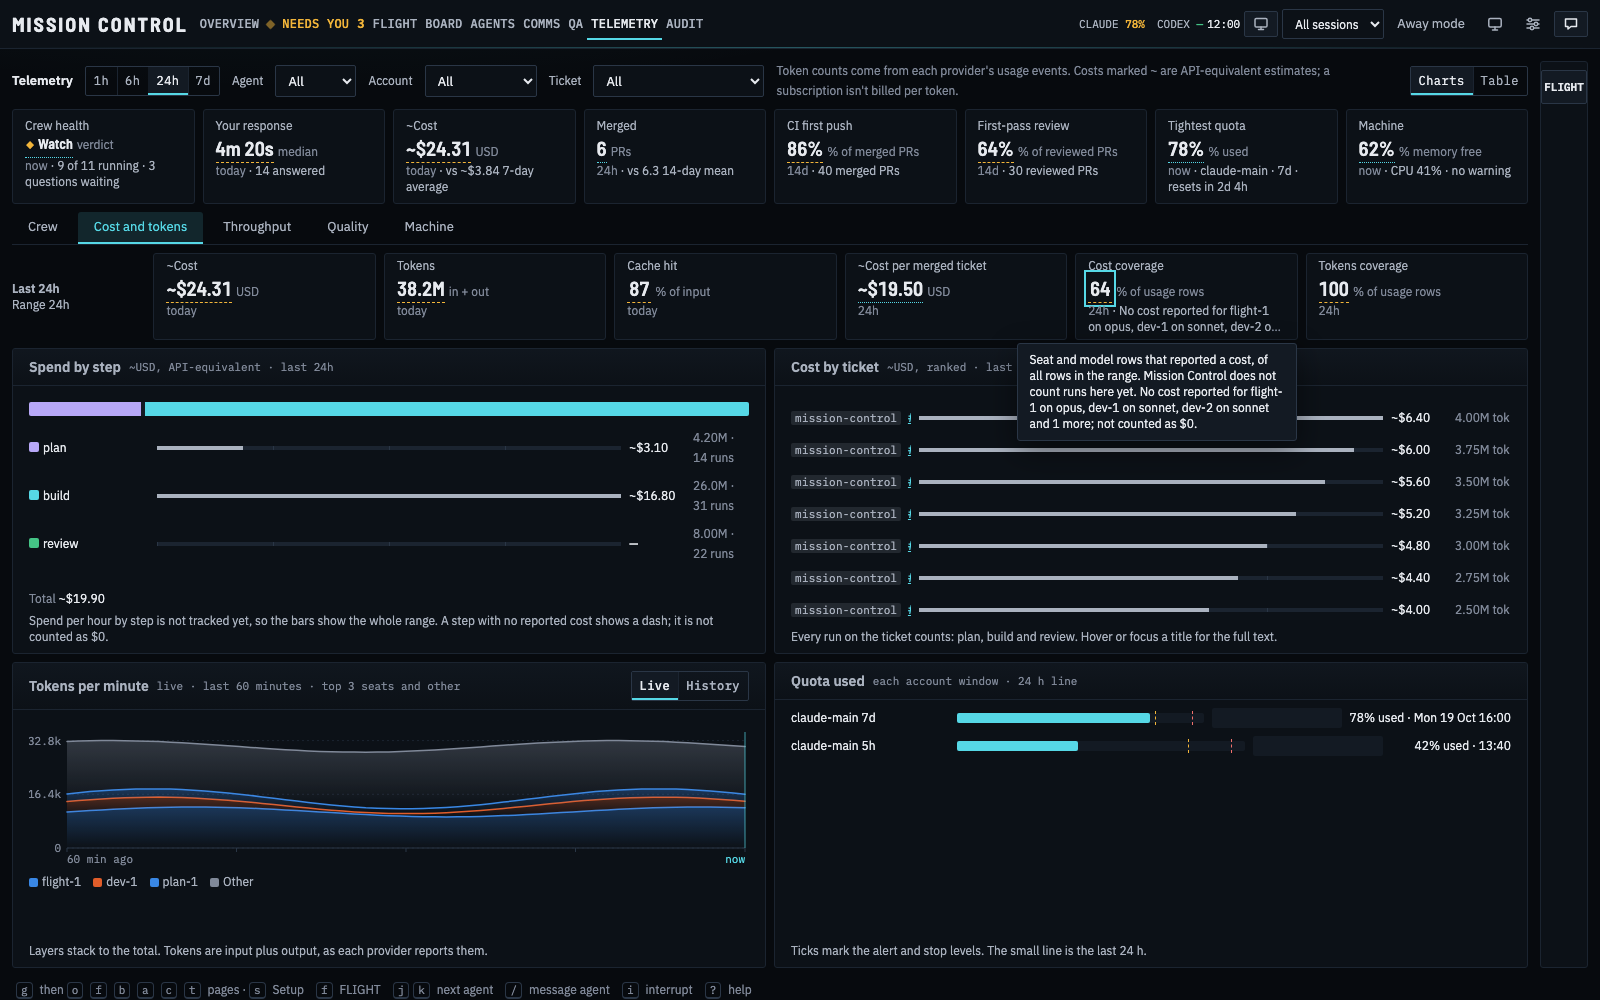 MISSION CONTROL OVERVIEW ◆ NEEDS YOU 3 FLIGHT BOARD AGENTS COMMS QA TELEMETRY AUDIT CLAUDE 78% CODEX — 12:00 All sessions Away mode
Telemetry 1h 6h 24h 7d Agent All Account All Ticket All
Token counts come from each provider's usage events. Costs marked ~ are API-equivalent estimates; a
subscription isn't billed per token.
Charts Table
FLIGHT
Crew health
◆ Watch verdict
now · 9 of 11 running · 3
questions waiting
Your response
4m 20s median
today · 14 answered
~Cost
~$24.31 USD
today · vs ~$3.84 7-day
average
Merged
6 PRs
24h · vs 6.3 14-day mean
CI first push
86% % of merged PRs
14d · 40 merged PRs
First-pass review
64% % of reviewed PRs
14d · 30 reviewed PRs
Tightest quota
78% % used
now · claude-main · 7d ·
resets in 2d 4h
Machine
62% % memory free
now · CPU 41% · no warning
Crew Cost and tokens Throughput Quality Machine
Last 24h
Range 24h
~Cost
~$24.31 USD
today
Tokens
38.2M in + out
today
Cache hit
87 % of input
today
~Cost per merged ticket
~$19.50 USD
24h
Cost coverage
64 % of usage rows
24h · No cost reported for flight-1
on opus, dev-1 on sonnet, dev-2 o...
Tokens coverage
100 % of usage rows
24h
Seat and model rows that reported a cost, of
all rows in the range. Mission Control does not
count runs here yet. No cost reported for flight-
1 on opus, dev-1 on sonnet, dev-2 on sonnet
and 1 more; not counted as $0.
Spend by step ~USD, API-equivalent · last 24h
plan ~$3.10 4.20M ·
14 runs
build ~$16.80 26.0M ·
31 runs
review — 8.00M ·
22 runs
Total ~$19.90
Spend per hour by step is not tracked yet, so the bars show the whole range. A step with no reported cost shows a dash; it is not
counted as $0.
Cost by ticket ~USD, ranked · last
mission-control ~$6.40 4.00M tok
mission-control ~$6.00 3.75M tok
mission-control ~$5.60 3.50M tok
mission-control ~$5.20 3.25M tok
mission-control ~$4.80 3.00M tok
mission-control ~$4.40 2.75M tok
mission-control ~$4.00 2.50M tok
Every run on the ticket counts: plan, build and review. Hover or focus a title for the full text.
Tokens per minute live · last 60 minutes · top 3 seats and other Live History
32.8k
16.4k
0
60 min ago now
flight-1 dev-1 plan-1 Other
Layers stack to the total. Tokens are input plus output, as each provider reports them.
Quota used each account window · 24 h line
claude-main 7d 78% used · Mon 19 Oct 16:00
claude-main 5h 42% used · 13:40
Ticks mark the alert and stop levels. The small line is the last 24 h.
g then o f b a c t pages · s Setup f FLIGHT j k next agent / message agent i interrupt ? help